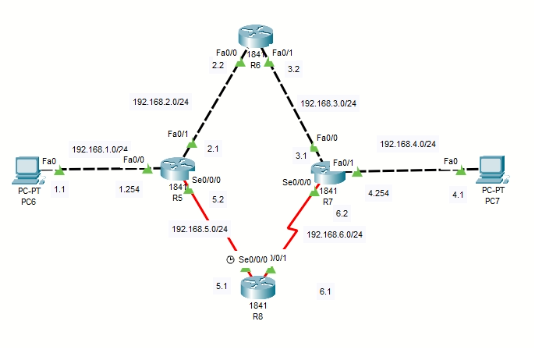 1841
R6
Fa0/0
Fa0/1
2.2
3.2
192.168.2.0/24
192.168.3.0/24
Fa0/1
Fa0/0
192.168.1.0/24
192.168.4.0/24
Fa0
Fa0/0
2.1
3.1
Fa0/1
Fa0
PC-PT
PC6
1.1
1.254
1841
R5
Se0/0/0
5.2
Se0/0/0
1841
R7
6.2
4.254
4.1
PC-PT
PC7
192.168.5.0/24
192.168.6.0/24
Se0/0/0
)/0/1
5.1
6.1
1841
R8